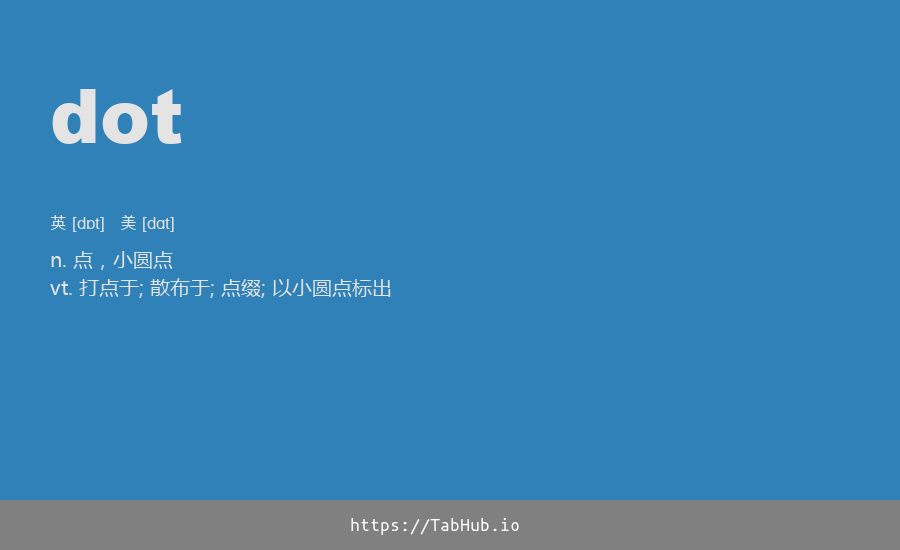 dot
英 [dɒt] 美 [dɑt]
n. 点，小圆点
vt. 打点于; 散布于; 点缀; 以小圆点标出
https://TabHub.io